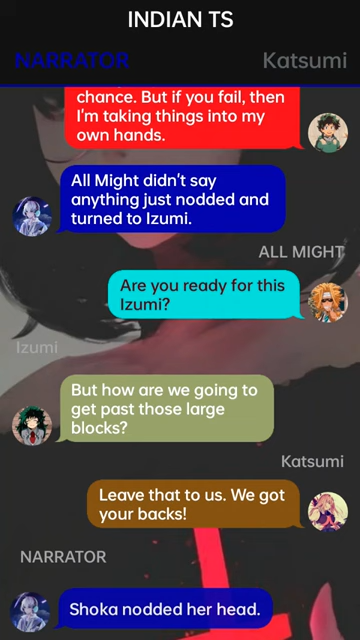 INDIAN TS
NARRATOR
Katsumi
chance. But if you fail, then
I'm taking things into my
own hands.
All Might didn't say
anything just nodded and
turned to Izumi.
ALL MIGHT
Are you ready for this
Izumi?
Izumi
But how are we going to
get past those large
blocks?
Katsumi
Leave that to us. We got
your backs!
NARRATOR
Shoka nodded her head.